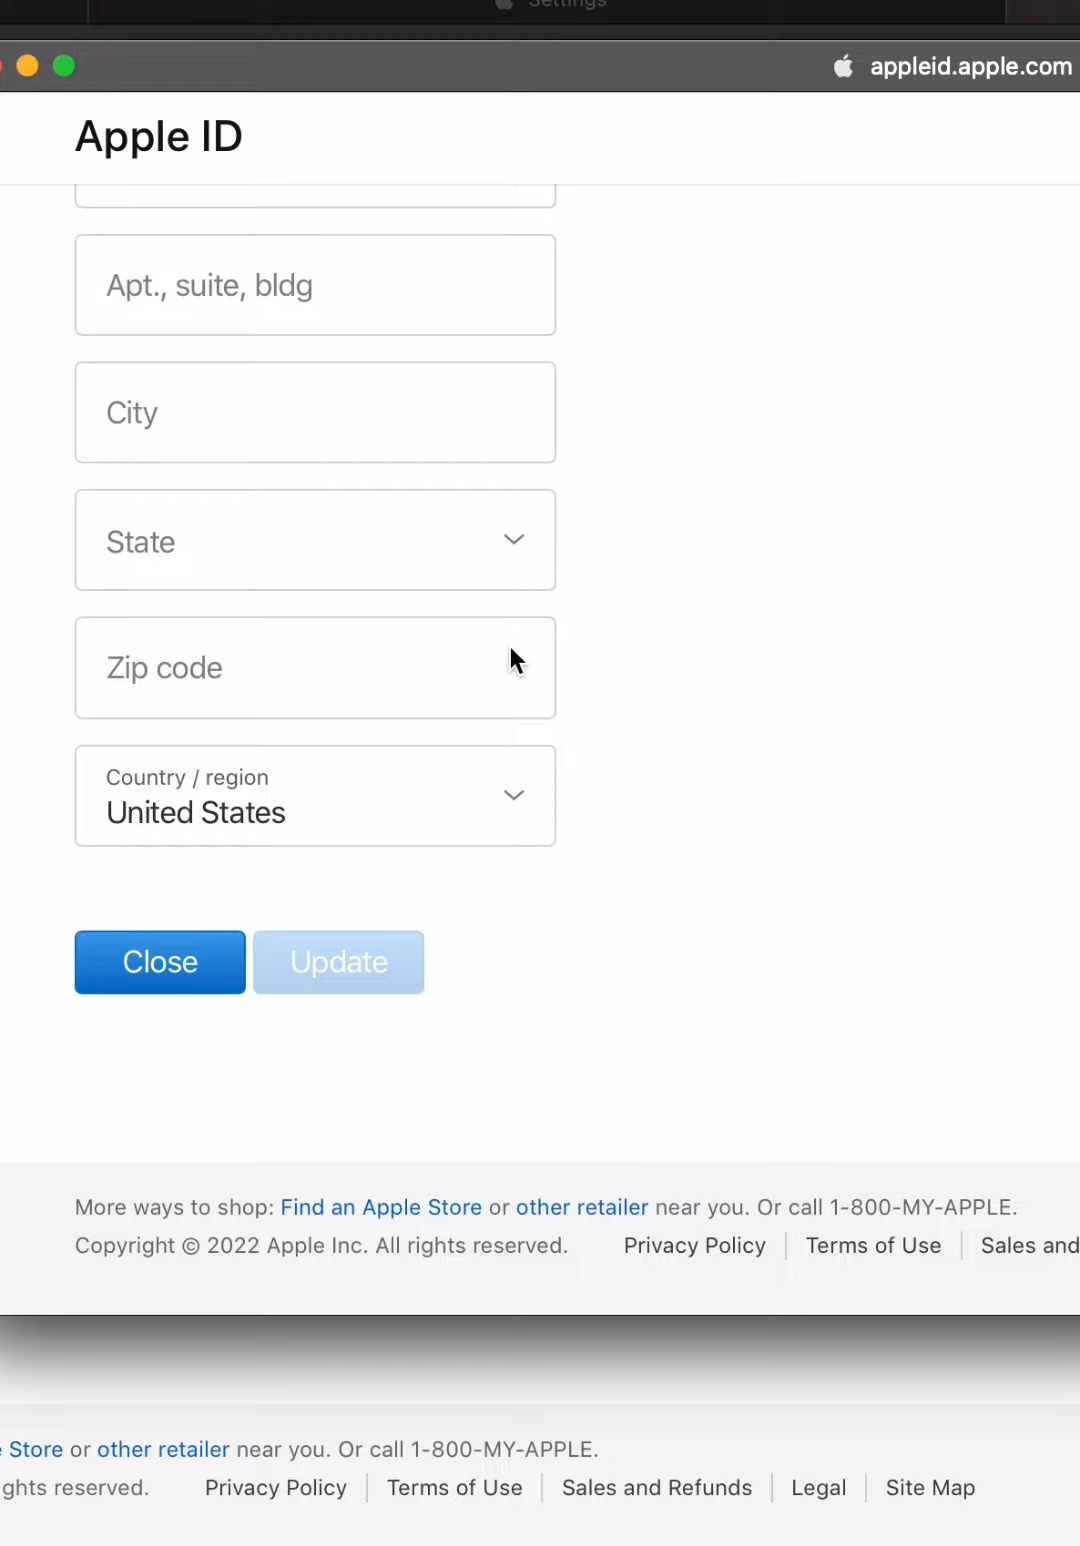 Settings
appleid.apple.com
Apple ID
Apt., suite, bldg
City
State
Zip code
Country / region
United States
Close Update
More ways to shop: Find an Apple Store or other retailer near you. Or call 1-800-MY-APPLE.
Copyright © 2022 Apple Inc. All rights reserved. Privacy Policy Terms of Use Sales and
Store or other retailer near you. Or call 1-800-MY-APPLE.
ghts reserved. Privacy Policy Terms of Use Sales and Refunds Legal Site Map